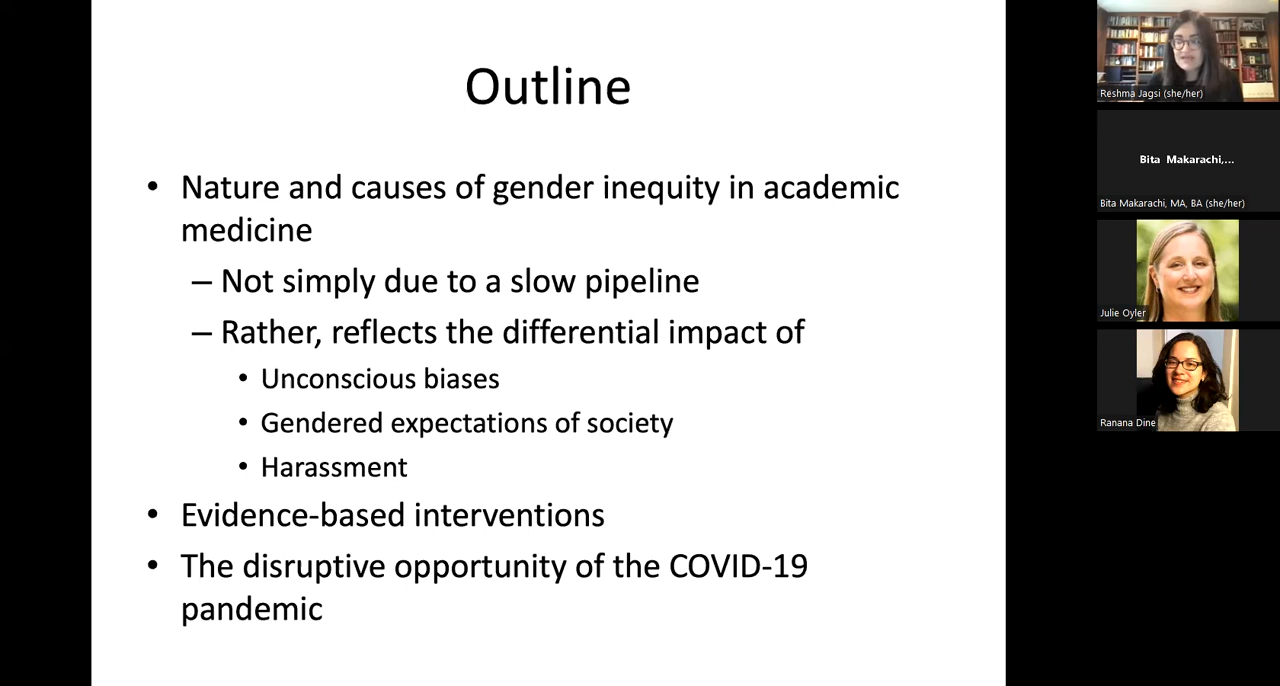 Outline
• Nature and causes of gender inequity in academic
medicine
– Not simply due to a slow pipeline
– Rather, reflects the differential impact of
• Unconscious biases
• Gendered expectations of society
• Harassment
• Evidence-based interventions
• The disruptive opportunity of the COVID-19
pandemic
Reshma Jagsi (she/her)
Bita Makarachi,...
Bita Makarachi, MA, BA (she/her)
Julie Oyler
Ranana Dine